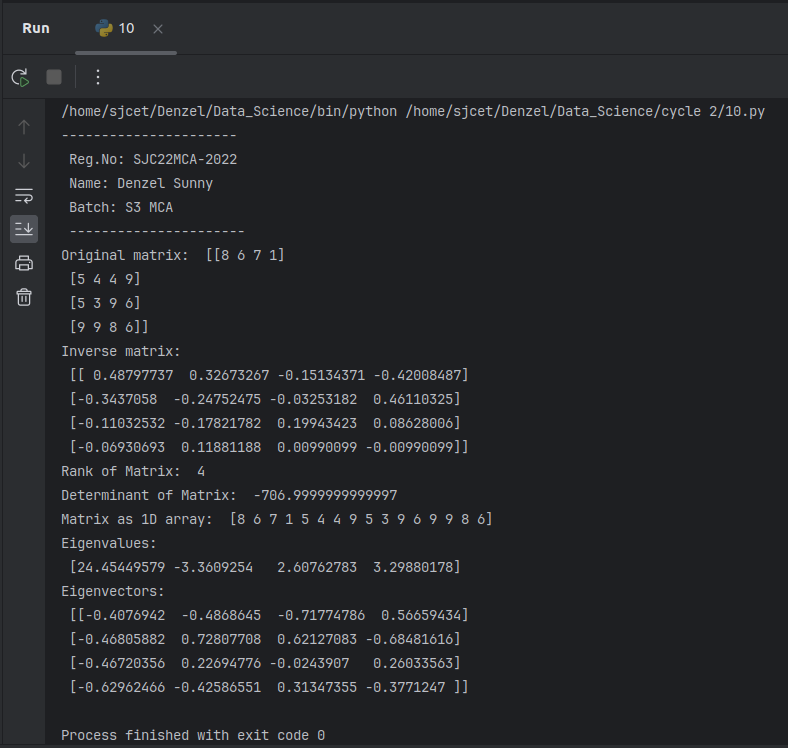 Run 10
/home/sjcet/Denzel/Data_Science/bin/python /home/sjcet/Denzel/Data_Science/cycle 2/10.py
----------------------
 Reg.No: SJC22MCA-2022
 Name: Denzel Sunny
 Batch: S3 MCA
 ----------------------
Original matrix:  [[8 6 7 1]
 [5 4 4 9]
 [5 3 9 6]
 [9 9 8 6]]
Inverse matrix:
 [[ 0.48797737  0.32673267 -0.15134371 -0.42008487]
 [-0.3437058  -0.24752475 -0.03253182  0.46110325]
 [-0.11032532 -0.17821782  0.19943423  0.08628006]
 [-0.06930693  0.11881188  0.00990099 -0.00990099]]
Rank of Matrix:  4
Determinant of Matrix:  -706.9999999999997
Matrix as 1D array:  [8 6 7 1 5 4 4 9 5 3 9 6 9 9 8 6]
Eigenvalues:
 [24.45449579 -3.3609254   2.60762783  3.29880178]
Eigenvectors:
 [[-0.4076942  -0.4868645  -0.71774786  0.56659434]
 [-0.46805882  0.72807708  0.62127083 -0.68481616]
 [-0.46720356  0.22694776 -0.0243907   0.26033563]
 [-0.62962466 -0.42586551  0.31347355 -0.3771247 ]]
Process finished with exit code 0